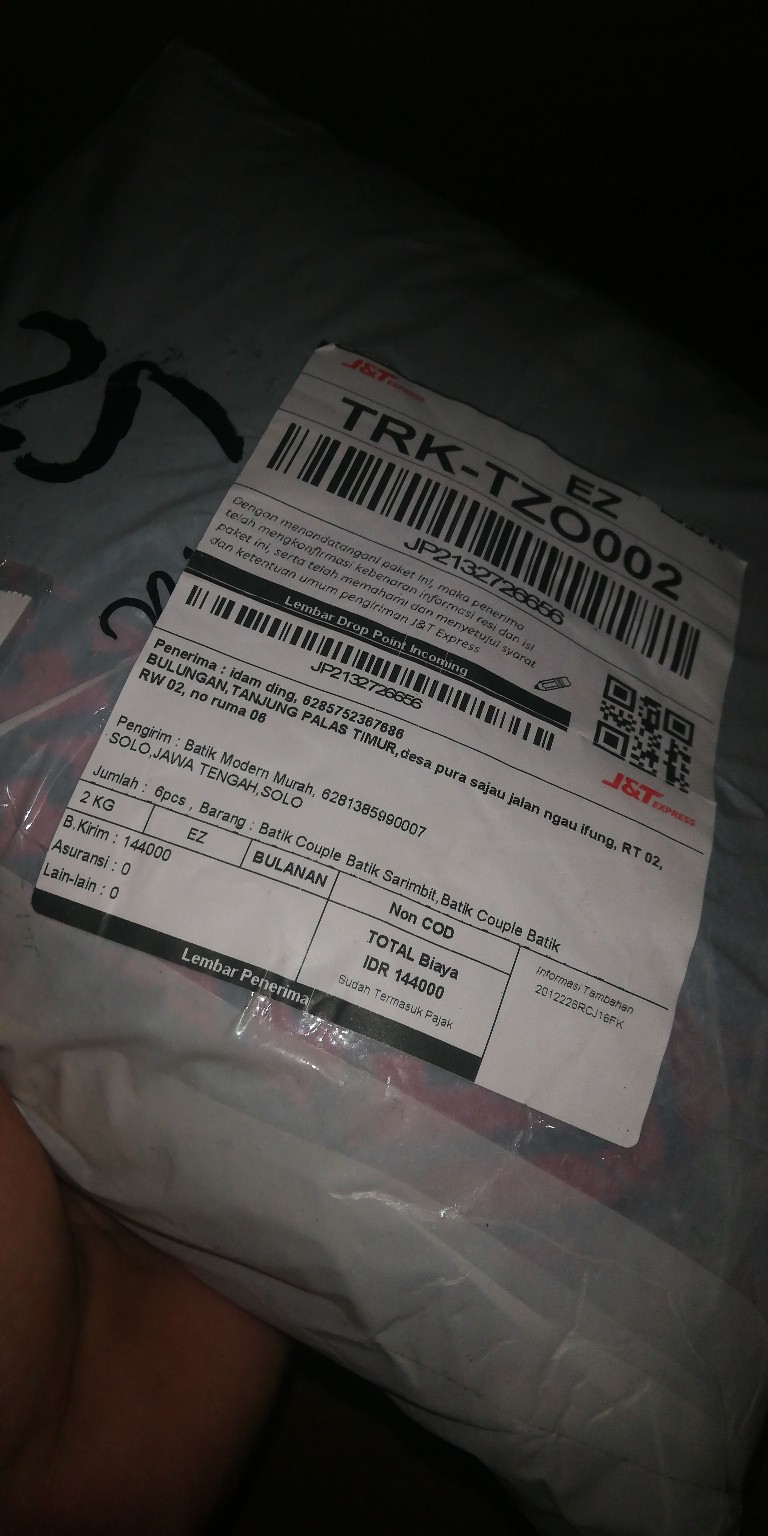 25
J&T EXPRESS
EZ
TRK-TZO002
JP2132726656
Dengan menandatangani paket ini, maka penerima
telah mengkonfirmasi kebenaran informasi resi dan isi
paket ini, serta telah memahami dan menyetujui syarat
dan ketentuan umum pengiriman J&T Express
Lembar Drop Point Incoming
JP2132726656
J&T EXPRESS
Penerima : idam ding, 6285752367686
BULUNGAN,TANJUNG PALAS TIMUR,desa pura sajau jalan ngau ifung, RT 02,
RW 02, no ruma 06
Pengirim : Batik Modern Murah, 6281385990007
SOLO,JAWA TENGAH,SOLO
Jumlah : 6pcs , Barang : Batik Couple Batik Sarimbit,Batik Couple Batik
2 KG
EZ
BULANAN
Non COD
B.Kirim : 144000
Asuransi : 0
Lain-lain : 0
TOTAL Biaya
IDR 144000
Sudah Termasuk Pajak
Informasi Tambahan
2012228RCJ16FK
Lembar Penerima